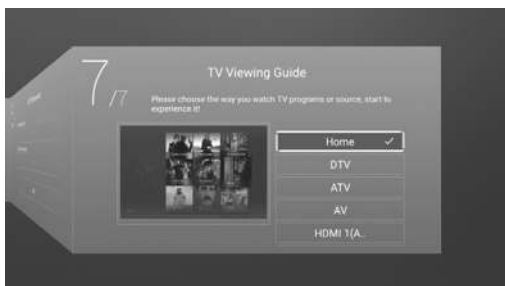 7/7
TV Viewing Guide
Please choose the way you watch TV programs or source, start to
experience it!
Home ✓
DTV
ATV
AV
HDMI 1(A..